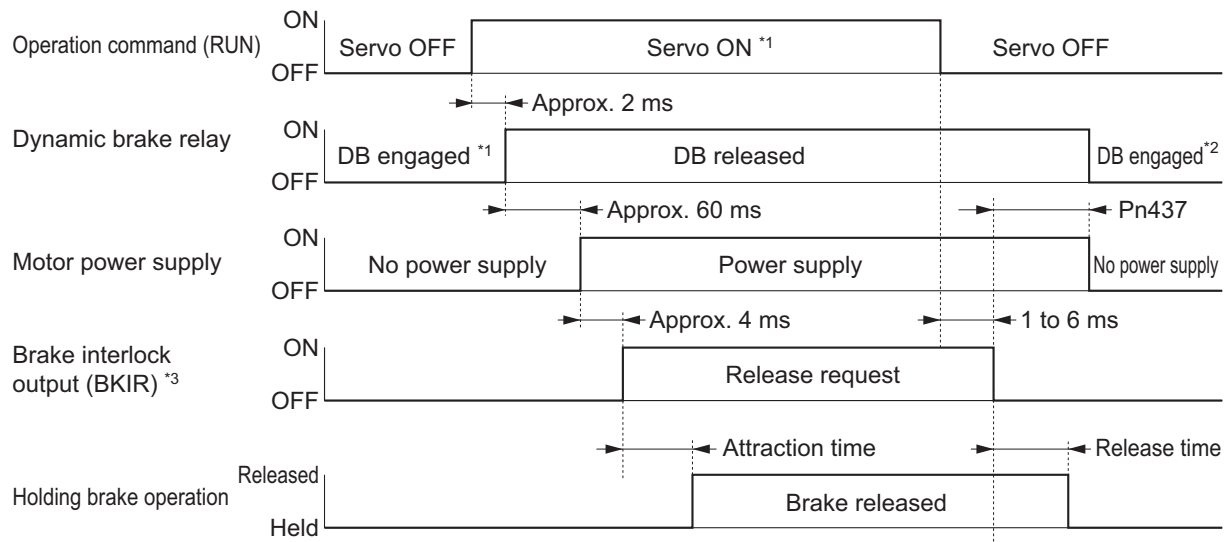 Operation command (RUN)
ON
OFF
Servo OFF
Servo ON *1
Servo OFF
Approx. 2 ms
Dynamic brake relay
ON
OFF
DB engaged *1
DB released
DB engaged*2
Approx. 60 ms
Pn437
Motor power supply
ON
OFF
No power supply
Power supply
No power supply
Approx. 4 ms
1 to 6 ms
Brake interlock
output (BKIR) *3
ON
OFF
Release request
Attraction time
Release time
Holding brake operation
Released
Held
Brake released